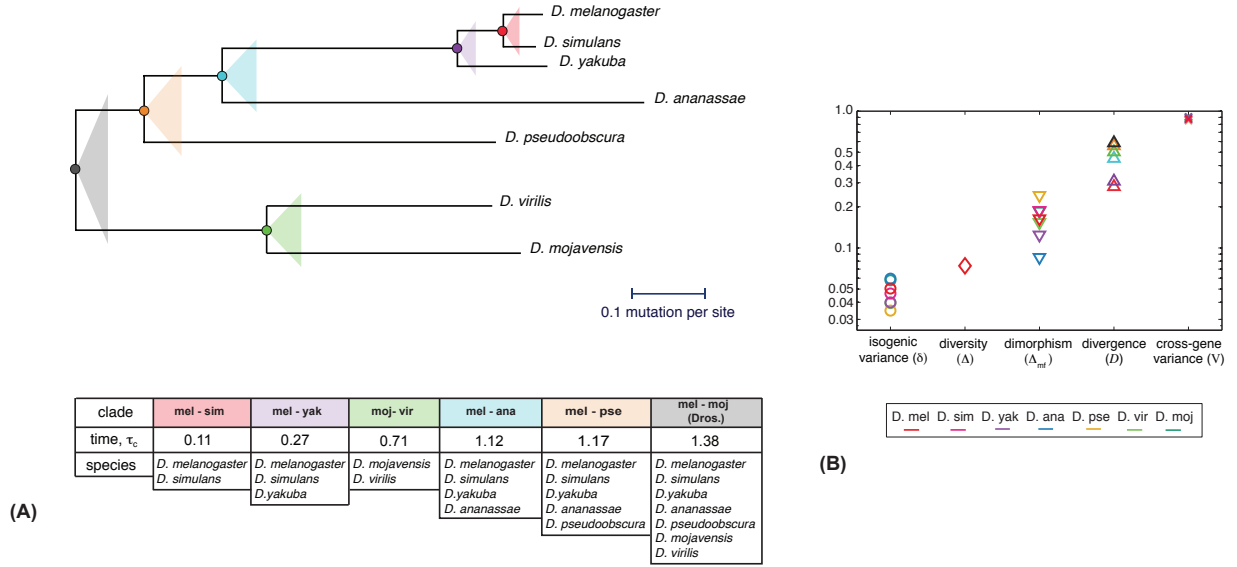 D. melanogaster
D. simulans
D. yakuba
D. ananassae
D. pseudoobscura
D. virilis
D. mojavensis
0.1 mutation per site
clade mel - sim mel - yak moj- vir mel - ana mel - pse mel - moj (Dros.)
time, τc 0.11 0.27 0.71 1.12 1.17 1.38
species
D. melanogaster
D. simulans
D. melanogaster
D. simulans
D.yakuba
D. mojavensis
D. virilis
D. melanogaster
D. simulans
D.yakuba
D. ananassae
D. melanogaster
D. simulans
D.yakuba
D. ananassae
D. pseudoobscura
D. melanogaster
D. simulans
D.yakuba
D. ananassae
D. pseudoobscura
D. mojavensis
D. virilis
(A)
1.0
0.5
0.3
0.2
0.1
0.05
0.04
0.03
isogenic
variance (δ)
diversity
(Δ)
dimorphism
(Δmf)
divergence
(D)
cross-gene
variance (V)
D. mel D. sim D. yak D. ana D. pse D. vir D. moj
(B)